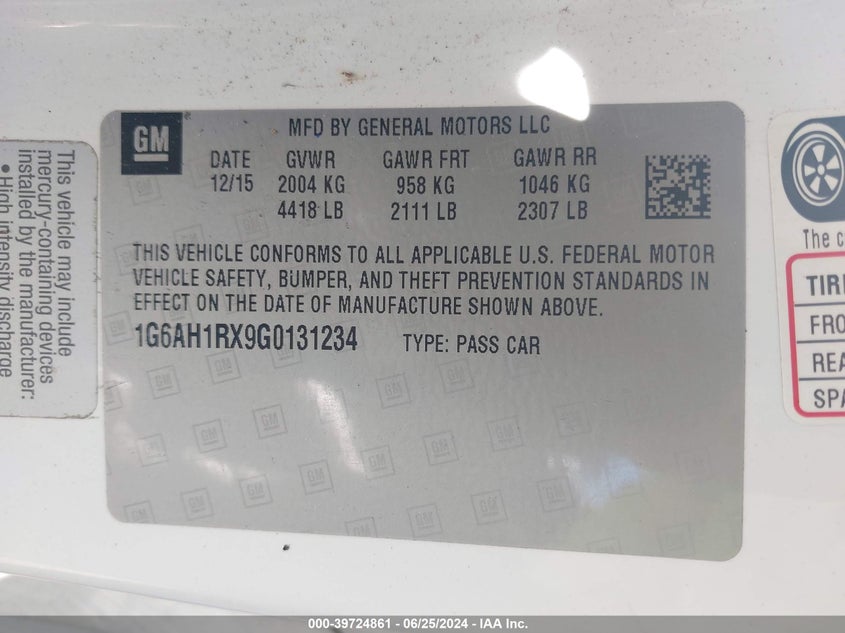 GM
MFD BY GENERAL MOTORS LLC
DATE GVWR GAWR FRT GAWR RR
12/15 2004 KG 958 KG 1046 KG
4418 LB 2111 LB 2307 LB
THIS VEHICLE CONFORMS TO ALL APPLICABLE U.S. FEDERAL MOTOR
VEHICLE SAFETY, BUMPER, AND THEFT PREVENTION STANDARDS IN
EFFECT ON THE DATE OF MANUFACTURE SHOWN ABOVE.
1G6AH1RX9G0131234 TYPE: PASS CAR
This vehicle may include
mercury-containing devices
installed by the manufacturer:
• High intensity discharge
The c
TIR
FRO
REA
SPA
000-39724861 - 06/25/2024 - IAA Inc.